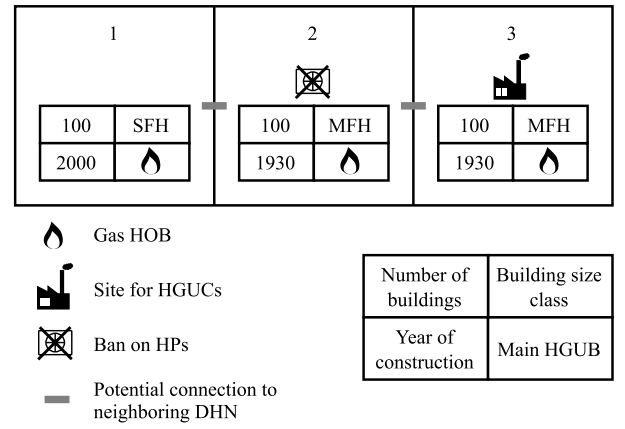 1
2
3
100 SFH
2000
100 MFH
1930
100 MFH
1930
Gas HOB
Site for HGUCs
Ban on HPs
Potential connection to
neighboring DHN
Number of
buildings
Building size
class
Year of
construction
Main HGUB